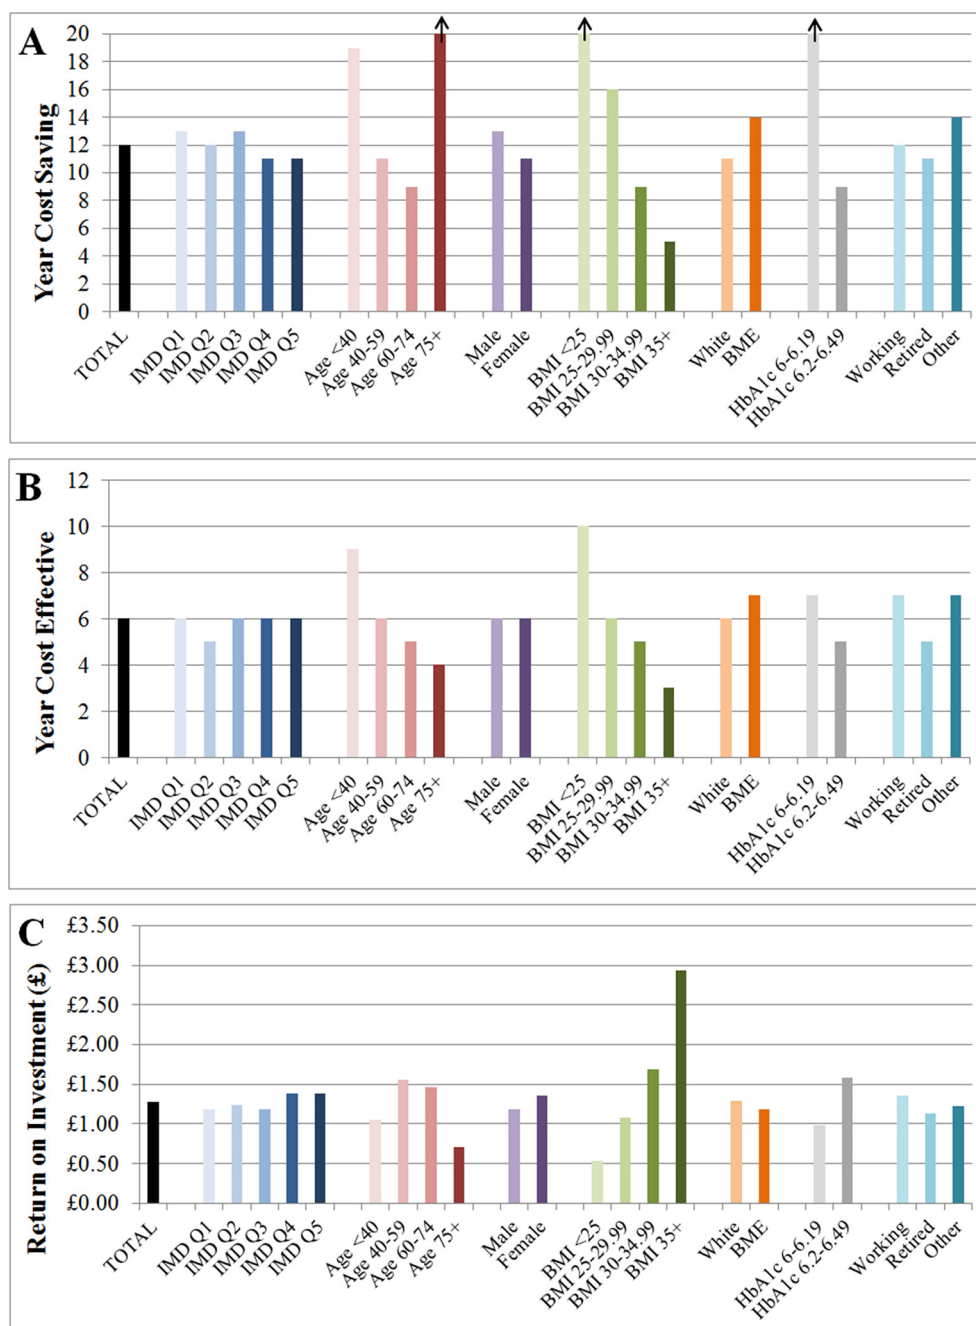 A
Year Cost Saving
20
18
16
14
12
10
8
6
4
2
0
TOTAL
IMD Q1
IMD Q2
IMD Q3
IMD Q4
IMD Q5
Age <40
Age 40-59
Age 60-74
Age 75+
Male
Female
BMI <25
BMI 25-29.99
BMI 30-34.99
BMI 35+
White
BME
HbA1c 6-6.19
HbA1c 6.2-6.49
Working
Retired
Other
B
Year Cost Effective
12
10
8
6
4
2
0
TOTAL
IMD Q1
IMD Q2
IMD Q3
IMD Q4
IMD Q5
Age <40
Age 40-59
Age 60-74
Age 75+
Male
Female
BMI <25
BMI 25-29.99
BMI 30-34.99
BMI 35+
White
BME
HbA1c 6-6.19
HbA1c 6.2-6.49
Working
Retired
Other
C
Return on Investment (£)
£3.50
£3.00
£2.50
£2.00
£1.50
£1.00
£0.50
£0.00
TOTAL
IMD Q1
IMD Q2
IMD Q3
IMD Q4
IMD Q5
Age <40
Age 40-59
Age 60-74
Age 75+
Male
Female
BMI <25
BMI 25-29.99
BMI 30-34.99
BMI 35+
White
BME
HbA1c 6-6.19
HbA1c 6.2-6.49
Working
Retired
Other